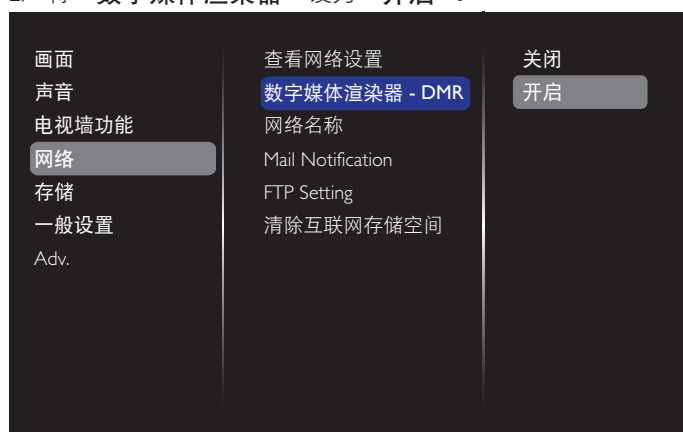 画面
声音
电视墙功能
网络
存储
一般设置
Adv.
查看网络设置
数字媒体渲染器 - DMR
网络名称
Mail Notification
FTP Setting
清除互联网存储空间
关闭
开启